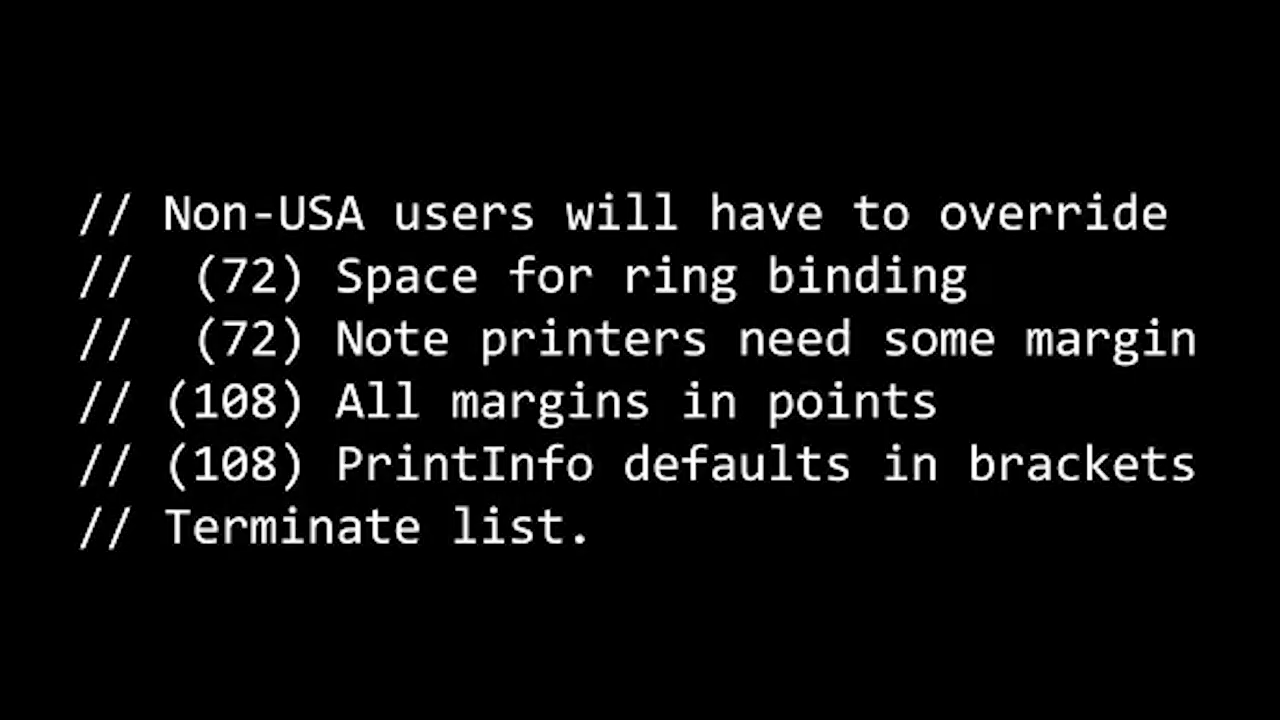 // Non-USA users will have to override
//  (72) Space for ring binding
//  (72) Note printers need some margin
// (108) All margins in points
// (108) PrintInfo defaults in brackets
// Terminate list.